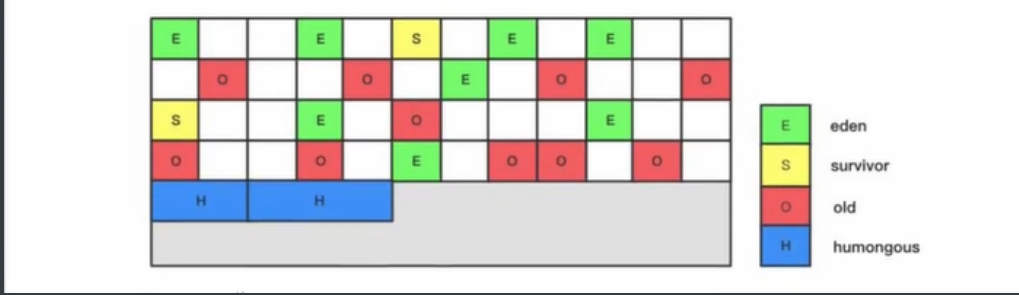 E E S E E
O O E O O
S E O E
O O E O O O
H H
E eden
S survivor
O old
H humongous